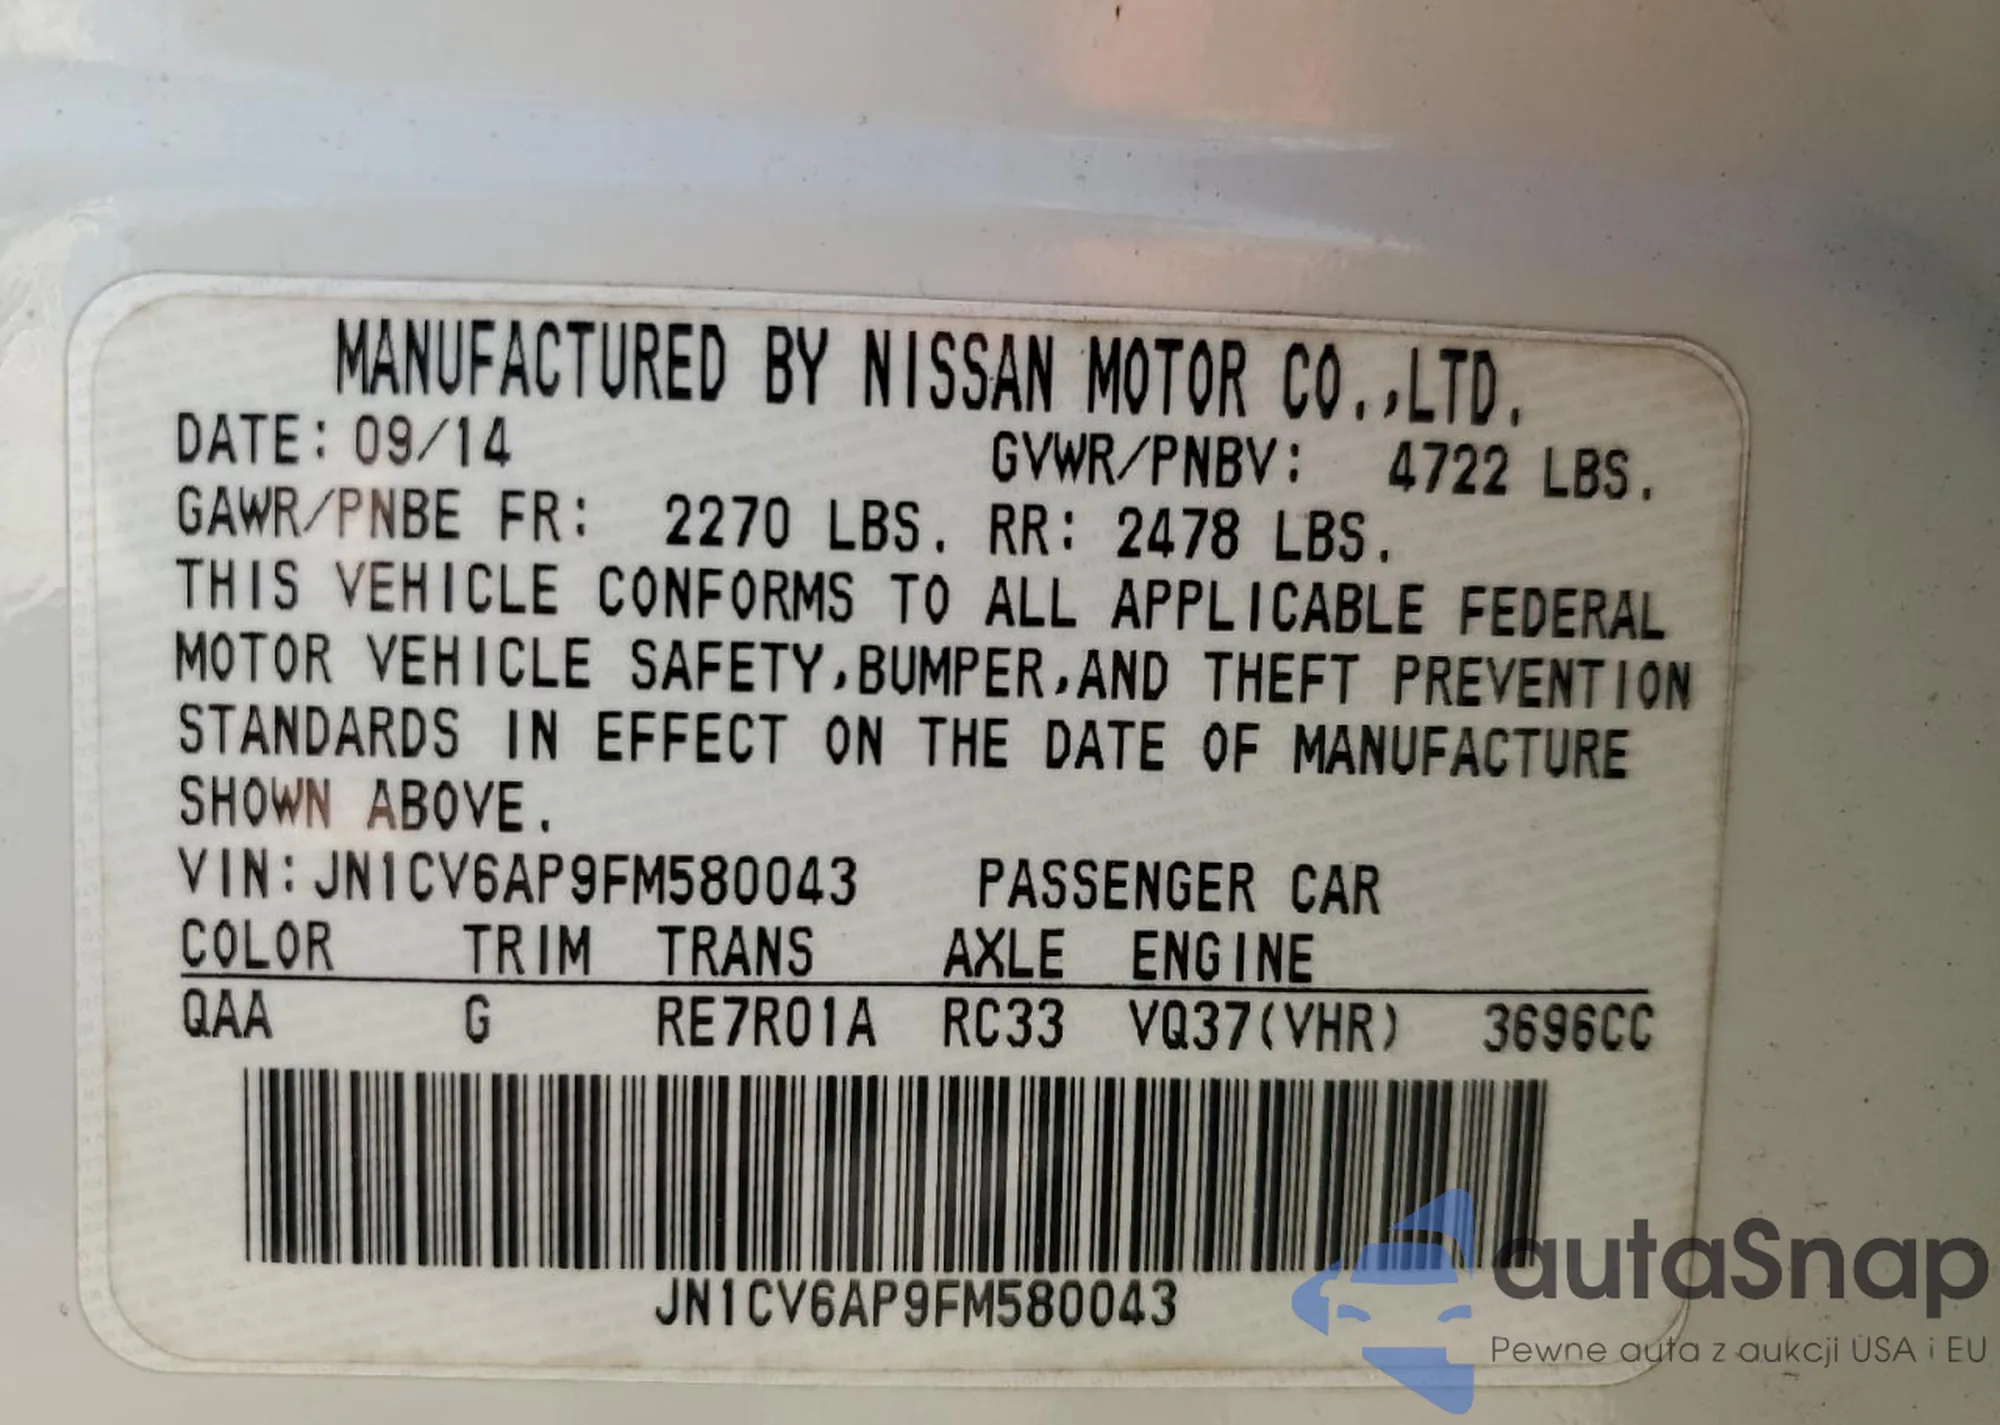 MANUFACTURED BY NISSAN MOTOR CO.,LTD.
DATE: 09/14 GVWR/PNBV: 4722 LBS.
GAWR/PNBE FR: 2270 LBS. RR: 2478 LBS.
THIS VEHICLE CONFORMS TO ALL APPLICABLE FEDERAL
MOTOR VEHICLE SAFETY,BUMPER,AND THEFT PREVENTION
STANDARDS IN EFFECT ON THE DATE OF MANUFACTURE
SHOWN ABOVE.
VIN:JN1CV6AP9FM580043 PASSENGER CAR
COLOR TRIM TRANS AXLE ENGINE
QAA G RE7R01A RC33 VQ37(VHR) 3696CC
JN1CV6AP9FM580043
autaSnap
Pewne auta z aukcji USA i EU